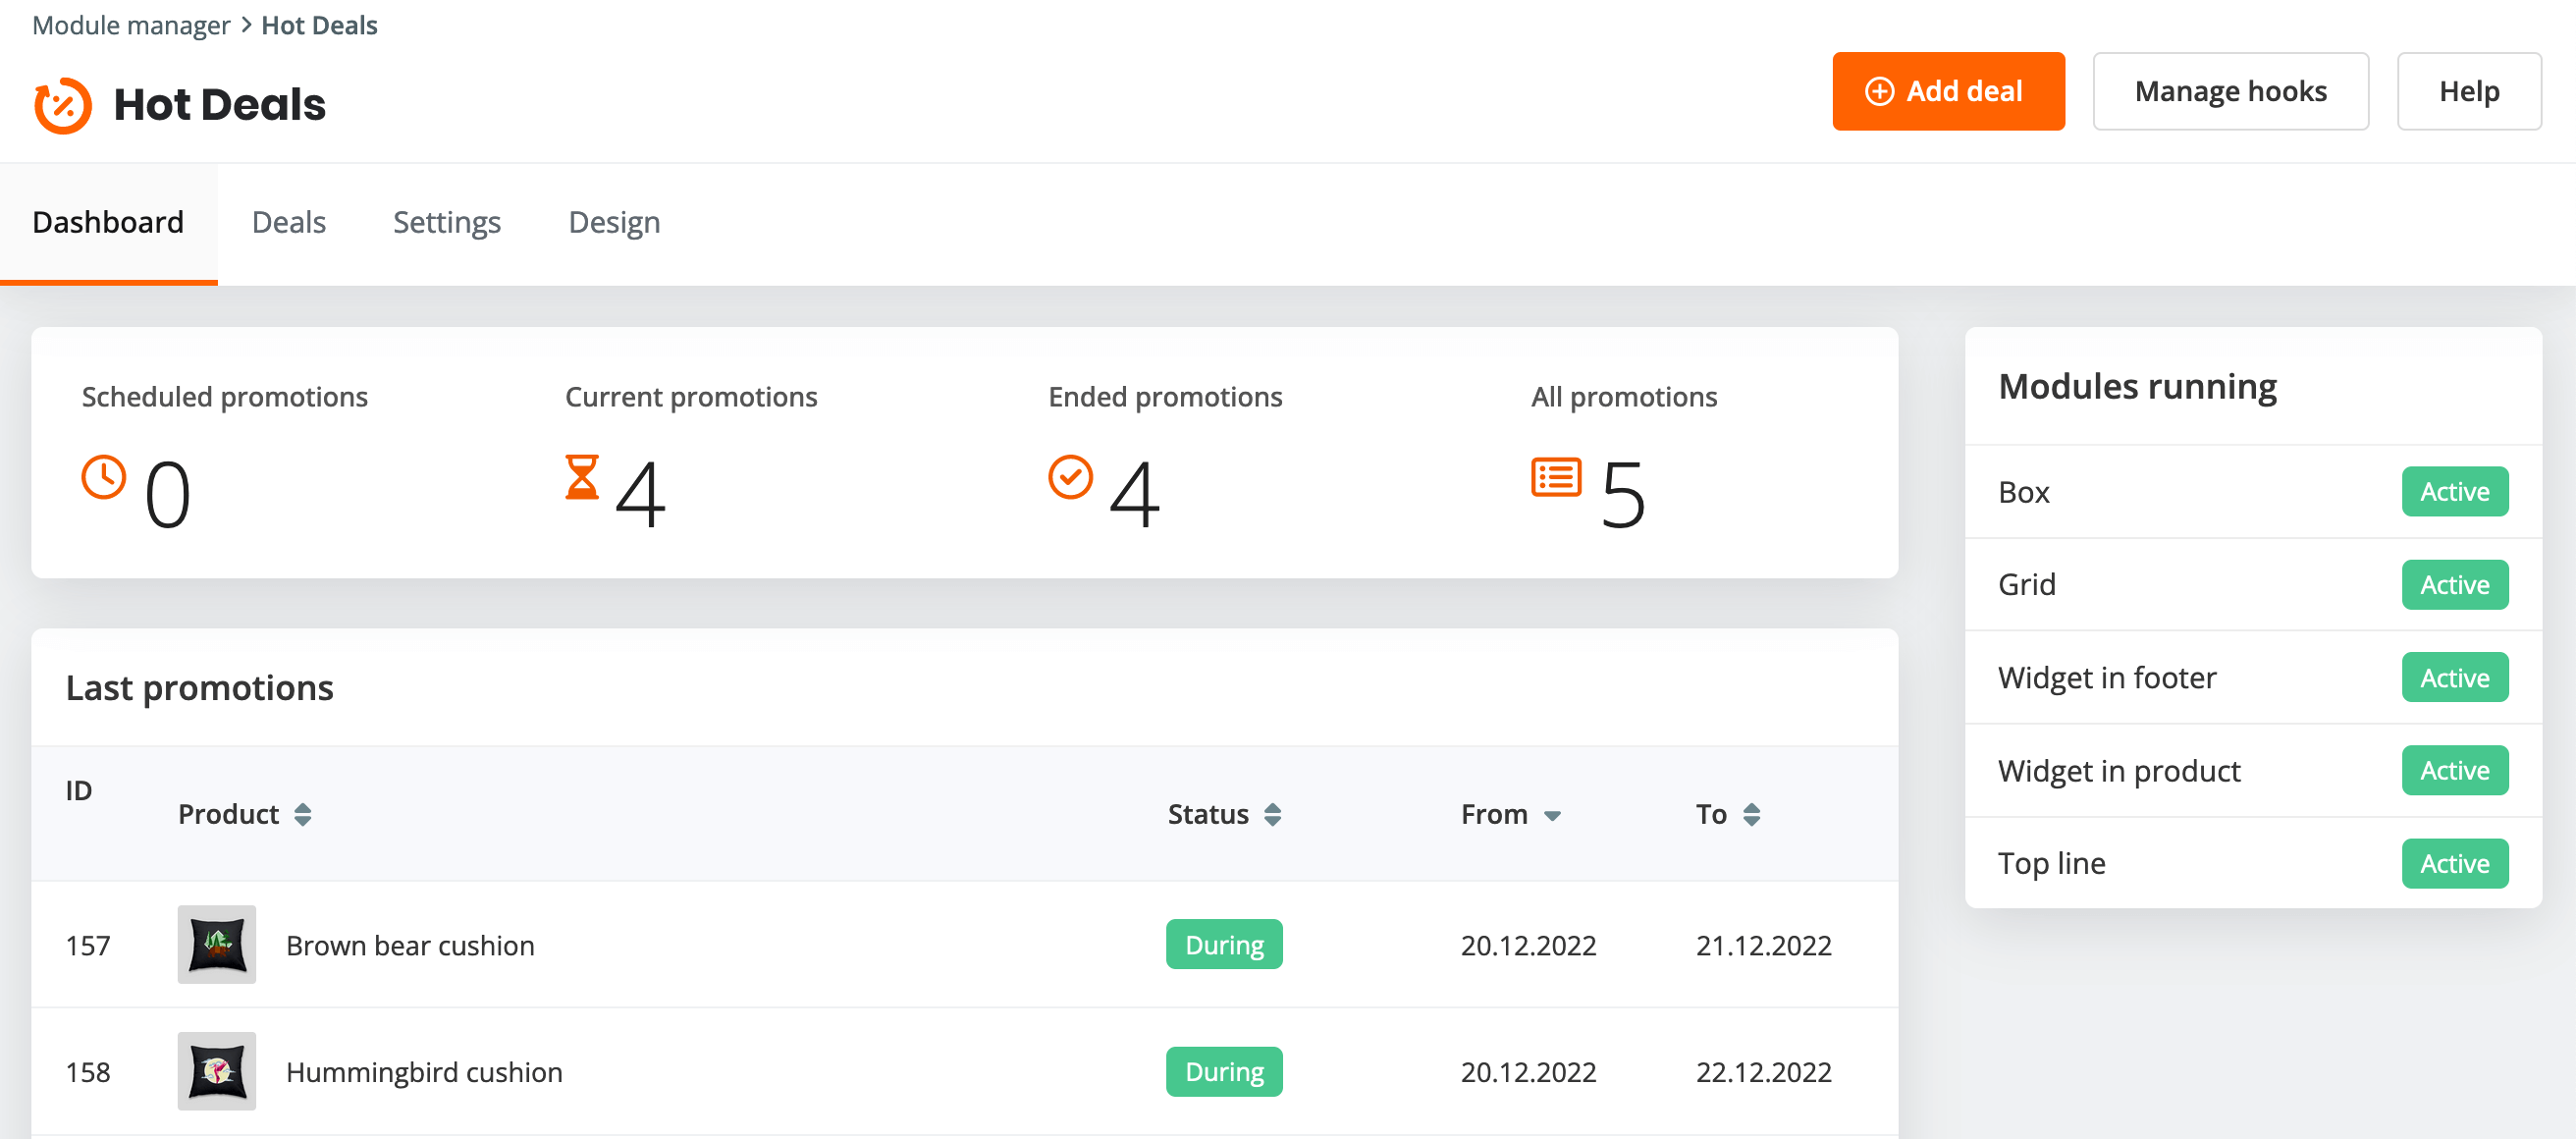 Module manager > Hot Deals
Hot Deals
Add deal
Manage hooks
Help
Dashboard Deals Settings Design
Scheduled promotions
0
Current promotions
4
Ended promotions
4
All promotions
5
Last promotions
ID Product Status From To
157 Brown bear cushion During 20.12.2022 21.12.2022
158 Hummingbird cushion During 20.12.2022 22.12.2022
Modules running
Box Active
Grid Active
Widget in footer Active
Widget in product Active
Top line Active